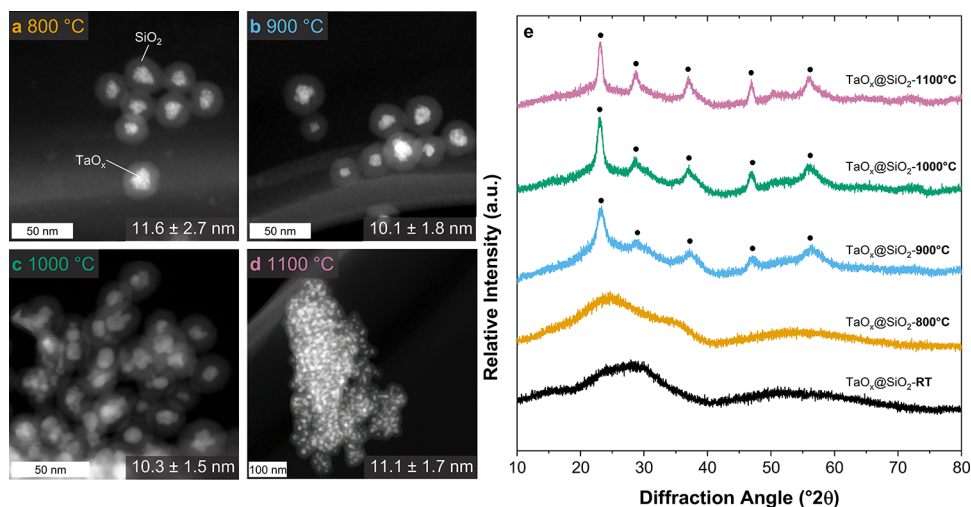 a 800 °C
SiO₂
TaOₓ
50 nm
11.6 ± 2.7 nm
b 900 °C
50 nm
10.1 ± 1.8 nm
c 1000 °C
50 nm
10.3 ± 1.5 nm
d 1100 °C
100 nm
11.1 ± 1.7 nm
e
Relative Intensity (a.u.)
TaOₓ@SiO₂-1100°C
TaOₓ@SiO₂-1000°C
TaOₓ@SiO₂-900°C
TaOₓ@SiO₂-800°C
TaOₓ@SiO₂-RT
10 20 30 40 50 60 70 80
Diffraction Angle (°2θ)